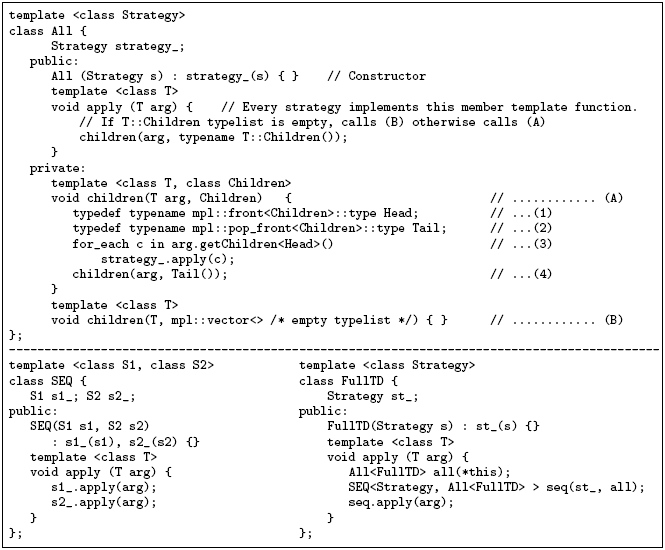 template <class Strategy>
class All {
      Strategy strategy_;
   public:
      All (Strategy s) : strategy_(s) { }    // Constructor
      template <class T>
      void apply (T arg) {    // Every strategy implements this member template function.
          // If T::Children typelist is empty, calls (B) otherwise calls (A)
          children(arg, typename T::Children());
      }
   private:
      template <class T, class Children>
      void children(T arg, Children)   {                            // ............ (A)
         typedef typename mpl::front<Children>::type Head;          // ...(1)
         typedef typename mpl::pop_front<Children>::type Tail;      // ...(2)
         for_each c in arg.getChildren<Head>()                      // ...(3)
             strategy_.apply(c);
         children(arg, Tail());                                     // ...(4)
      }
      template <class T>
      void children(T, mpl::vector<> /* empty typelist */) { }      // ............ (B)
};
template <class S1, class S2>
class SEQ {
   S1 s1_; S2 s2_;
public:
   SEQ(S1 s1, S2 s2)
      : s1_(s1), s2_(s2) {}
   template <class T>
   void apply (T arg) {
      s1_.apply(arg);
      s2_.apply(arg);
   }
};
template <class Strategy>
class FullTD {
    Strategy st_;
public:
    FullTD(Strategy s) : st_(s) {}
    template <class T>
    void apply (T arg) {
       All<FullTD> all(*this);
       SEQ<Strategy, All<FullTD> > seq(st_, all);
       seq.apply(arg);
    }
};